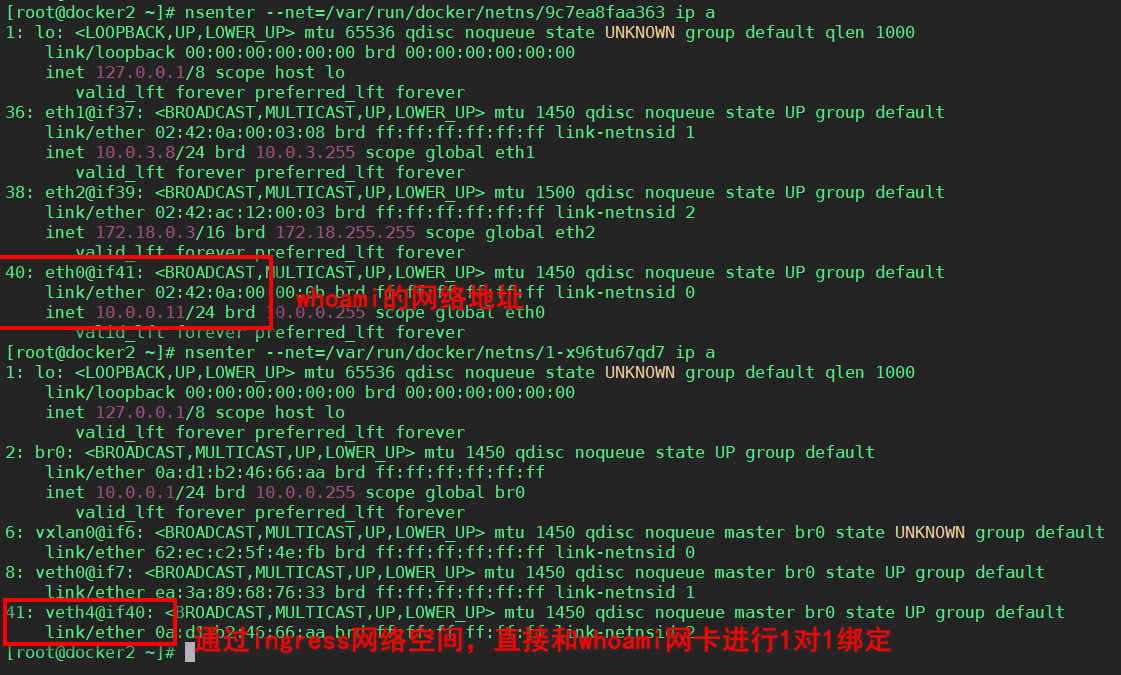 [root@docker2 ~]# nsenter --net=/var/run/docker/netns/9c7ea8faa363 ip a
1: lo: <LOOPBACK,UP,LOWER_UP> mtu 65536 qdisc noqueue state UNKNOWN group default qlen 1000
link/loopback 00:00:00:00:00:00 brd 00:00:00:00:00:00
inet 127.0.0.1/8 scope host lo
valid_lft forever preferred_lft forever
36: eth1@if37: <BROADCAST,MULTICAST,UP,LOWER_UP> mtu 1450 qdisc noqueue state UP group default
link/ether 02:42:0a:00:03:08 brd ff:ff:ff:ff:ff:ff link-netnsid 1
inet 10.0.3.8/24 brd 10.0.3.255 scope global eth1
valid_lft forever preferred_lft forever
38: eth2@if39: <BROADCAST,MULTICAST,UP,LOWER_UP> mtu 1500 qdisc noqueue state UP group default
link/ether 02:42:ac:12:00:03 brd ff:ff:ff:ff:ff:ff link-netnsid 2
inet 172.18.0.3/16 brd 172.18.255.255 scope global eth2
valid_lft forever preferred_lft forever
40: eth0@if41: <BROADCAST,MULTICAST,UP,LOWER_UP> mtu 1450 qdisc noqueue state UP group default
link/ether 02:42:0a:00:00:0b brd ff:ff:ff:ff:ff:ff link-netnsid 0
whoami的网络地址
inet 10.0.0.11/24 brd 10.0.0.255 scope global eth0
valid_lft forever preferred_lft forever
[root@docker2 ~]# nsenter --net=/var/run/docker/netns/1-x96tu67qd7 ip a
1: lo: <LOOPBACK,UP,LOWER_UP> mtu 65536 qdisc noqueue state UNKNOWN group default qlen 1000
link/loopback 00:00:00:00:00:00 brd 00:00:00:00:00:00
inet 127.0.0.1/8 scope host lo
valid_lft forever preferred_lft forever
2: br0: <BROADCAST,MULTICAST,UP,LOWER_UP> mtu 1450 qdisc noqueue state UP group default
link/ether 0a:d1:b2:46:66:aa brd ff:ff:ff:ff:ff:ff
inet 10.0.0.1/24 brd 10.0.0.255 scope global br0
valid_lft forever preferred_lft forever
6: vxlan0@if6: <BROADCAST,MULTICAST,UP,LOWER_UP> mtu 1450 qdisc noqueue master br0 state UNKNOWN group default
link/ether 62:ec:c2:5f:4e:fb brd ff:ff:ff:ff:ff:ff link-netnsid 0
8: veth0@if7: <BROADCAST,MULTICAST,UP,LOWER_UP> mtu 1450 qdisc noqueue master br0 state UP group default
link/ether ea:3a:89:68:76:33 brd ff:ff:ff:ff:ff:ff link-netnsid 1
41: veth4@if40: <BROADCAST,MULTICAST,UP,LOWER_UP> mtu 1450 qdisc noqueue master br0 state UP group default
link/ether 0a:d1:b2:46:66:aa brd ff:ff:ff:ff:ff:ff link-netnsid 2
通过ingress网络空间，直接和whoami网卡进行1对1绑定
[root@docker2 ~]#